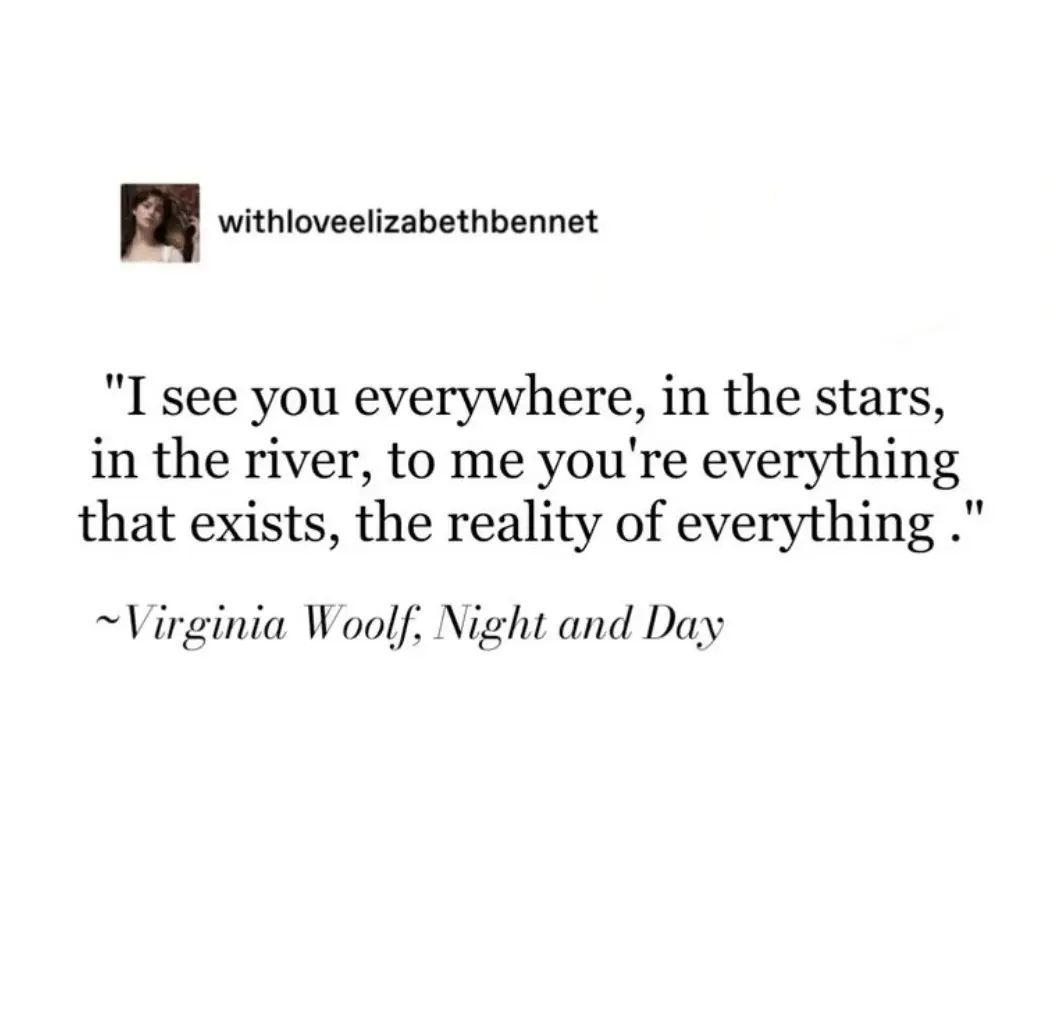 withloveelizabethbennet
"I see you everywhere, in the stars,
in the river, to me you're everything
that exists, the reality of everything ."
~Virginia Woolf, Night and Day